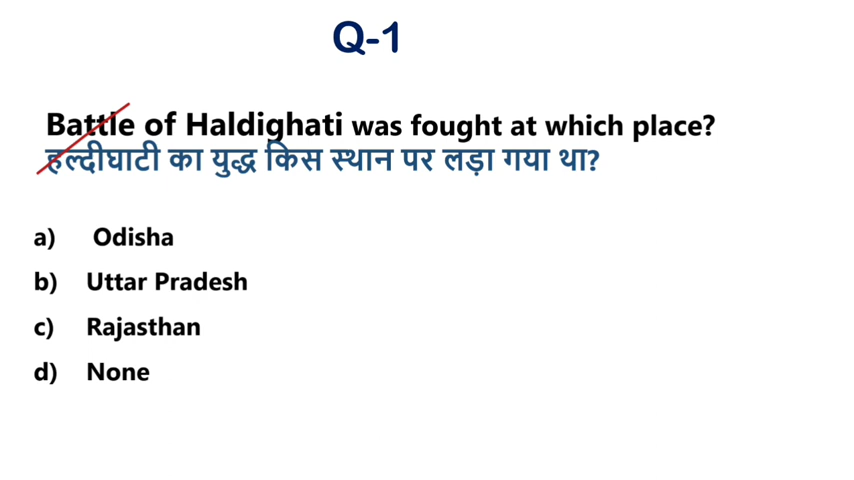 Q-1
Battle of Haldighati was fought at which place?
हल्दीघाटी का युद्ध किस स्थान पर लड़ा गया था?
a) Odisha
b) Uttar Pradesh
c) Rajasthan
d) None